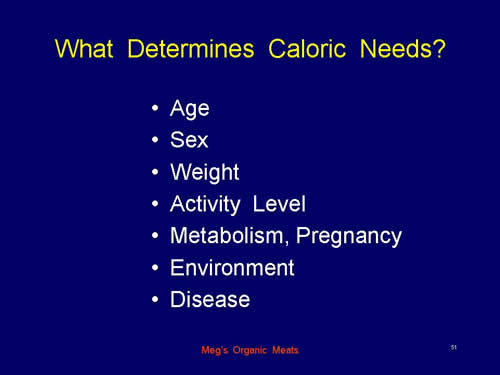 What Determines Caloric Needs?
• Age
• Sex
• Weight
• Activity Level
• Metabolism, Pregnancy
• Environment
• Disease
Meg's Organic Meats
51